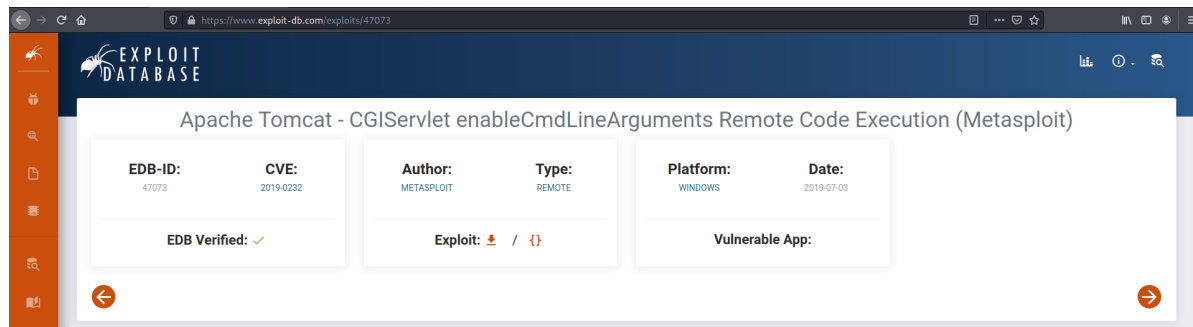 https://www.exploit-db.com/exploits/47073
EXPLOIT
DATABASE
Apache Tomcat - CGIServlet enableCmdLineArguments Remote Code Execution (Metasploit)
EDB-ID:
47073
CVE:
2019-0232
Author:
METASPLOIT
Type:
REMOTE
Platform:
WINDOWS
Date:
2019-07-03
EDB Verified:
Exploit: / {}
Vulnerable App: